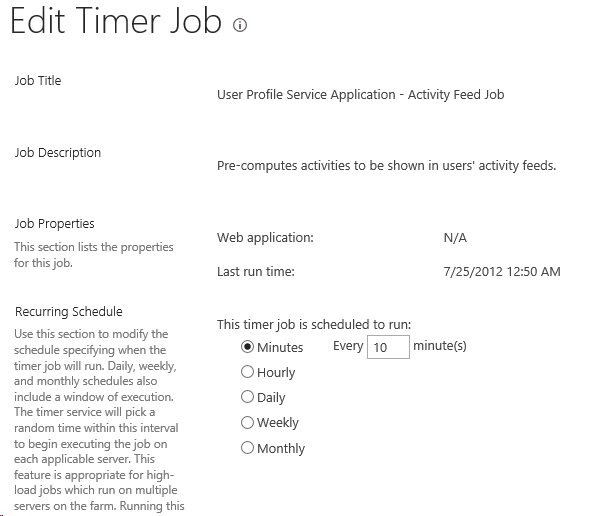 Edit Timer Job
Job Title
User Profile Service Application - Activity Feed Job
Job Description
Pre-computes activities to be shown in users' activity feeds.
Job Properties
This section lists the properties
for this job.
Web application:
N/A
Last run time:
7/25/2012 12:50 AM
Recurring Schedule
Use this section to modify the
schedule specifying when the
timer job will run. Daily, weekly,
and monthly schedules also
include a window of execution.
The timer service will pick a
random time within this interval
to begin executing the job on
each applicable server. This
feature is appropriate for high-
load jobs which run on multiple
servers on the farm. Running this
This timer job is scheduled to run:
Minutes Every 10 minute(s)
Hourly
Daily
Weekly
Monthly